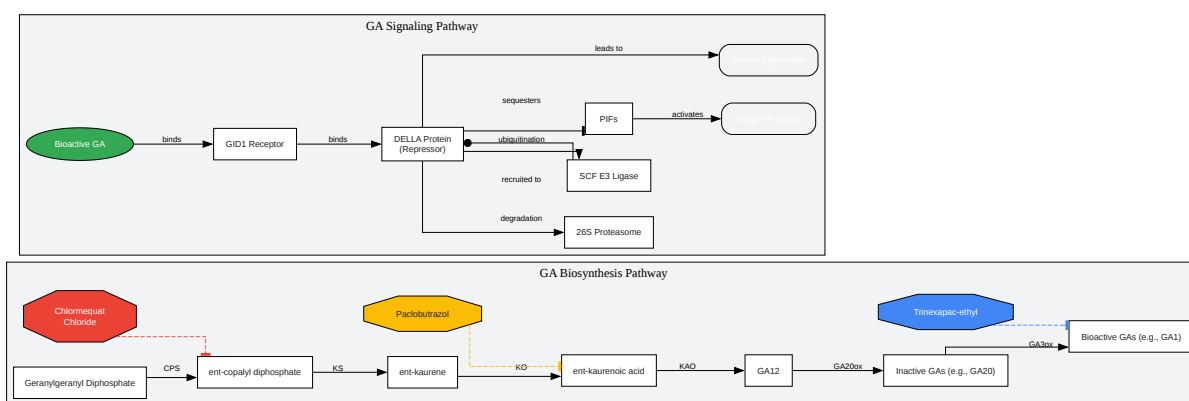 GA Signaling Pathway
leads to
sequesters
PIFs
activates
Bioactive GA
binds
GID1 Receptor
binds
DELLA Protein
(Repressor)
ubiquitination
SCF E3 Ligase
recruited to
degradation
26S Proteasome
GA Biosynthesis Pathway
Chlormequat
Chloride
Paclobutrazol
Trinexapac-ethyl
Bioactive GAs (e.g., GA1)
GA3ox
Geranylgeranyl Diphosphate
CPS
ent-copalyl diphosphate
KS
ent-kaurene
KO
ent-kaurenoic acid
KAO
GA12
GA20ox
Inactive GAs (e.g., GA20)